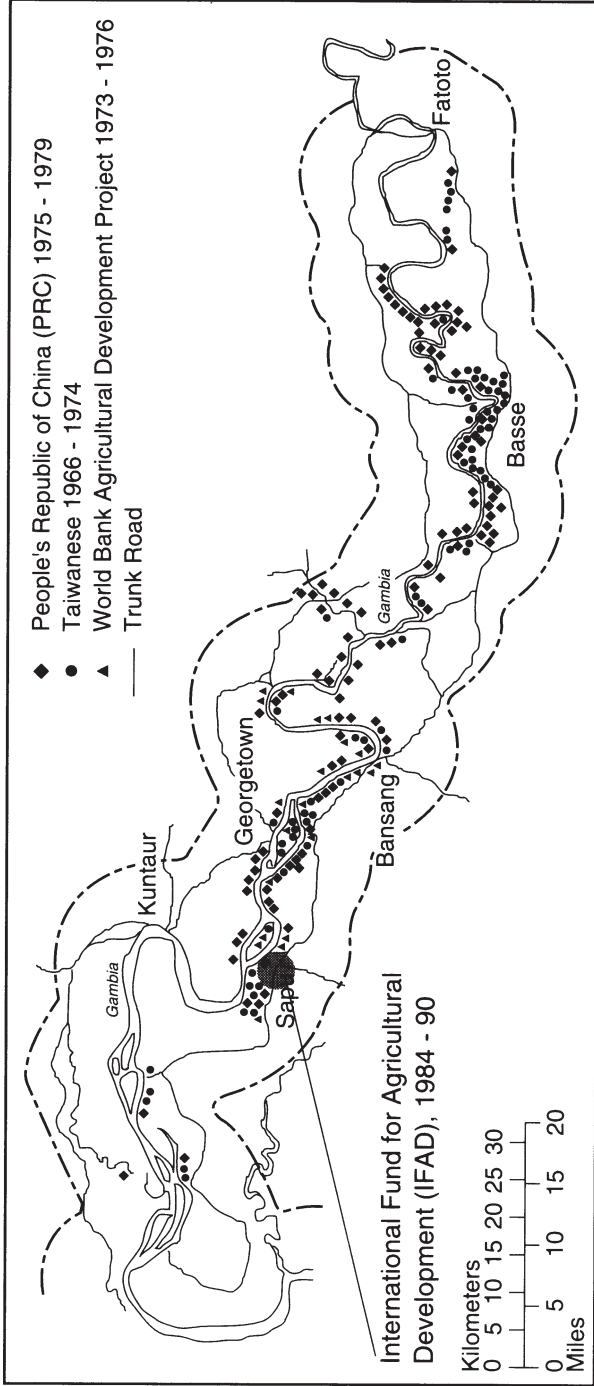 People's Republic of China (PRC) 1975 - 1979
Taiwanese 1966 - 1974
World Bank Agricultural Development Project 1973 - 1976
Trunk Road
Kuntaur
Gambia
Georgetown
Gambia
Fatoto
Basse
Bansang
International Fund for Agricultural
Development (IFAD), 1984 - 90
Kilometers
0 5 10 15 20 25 30
0 5 10 15 20
Miles